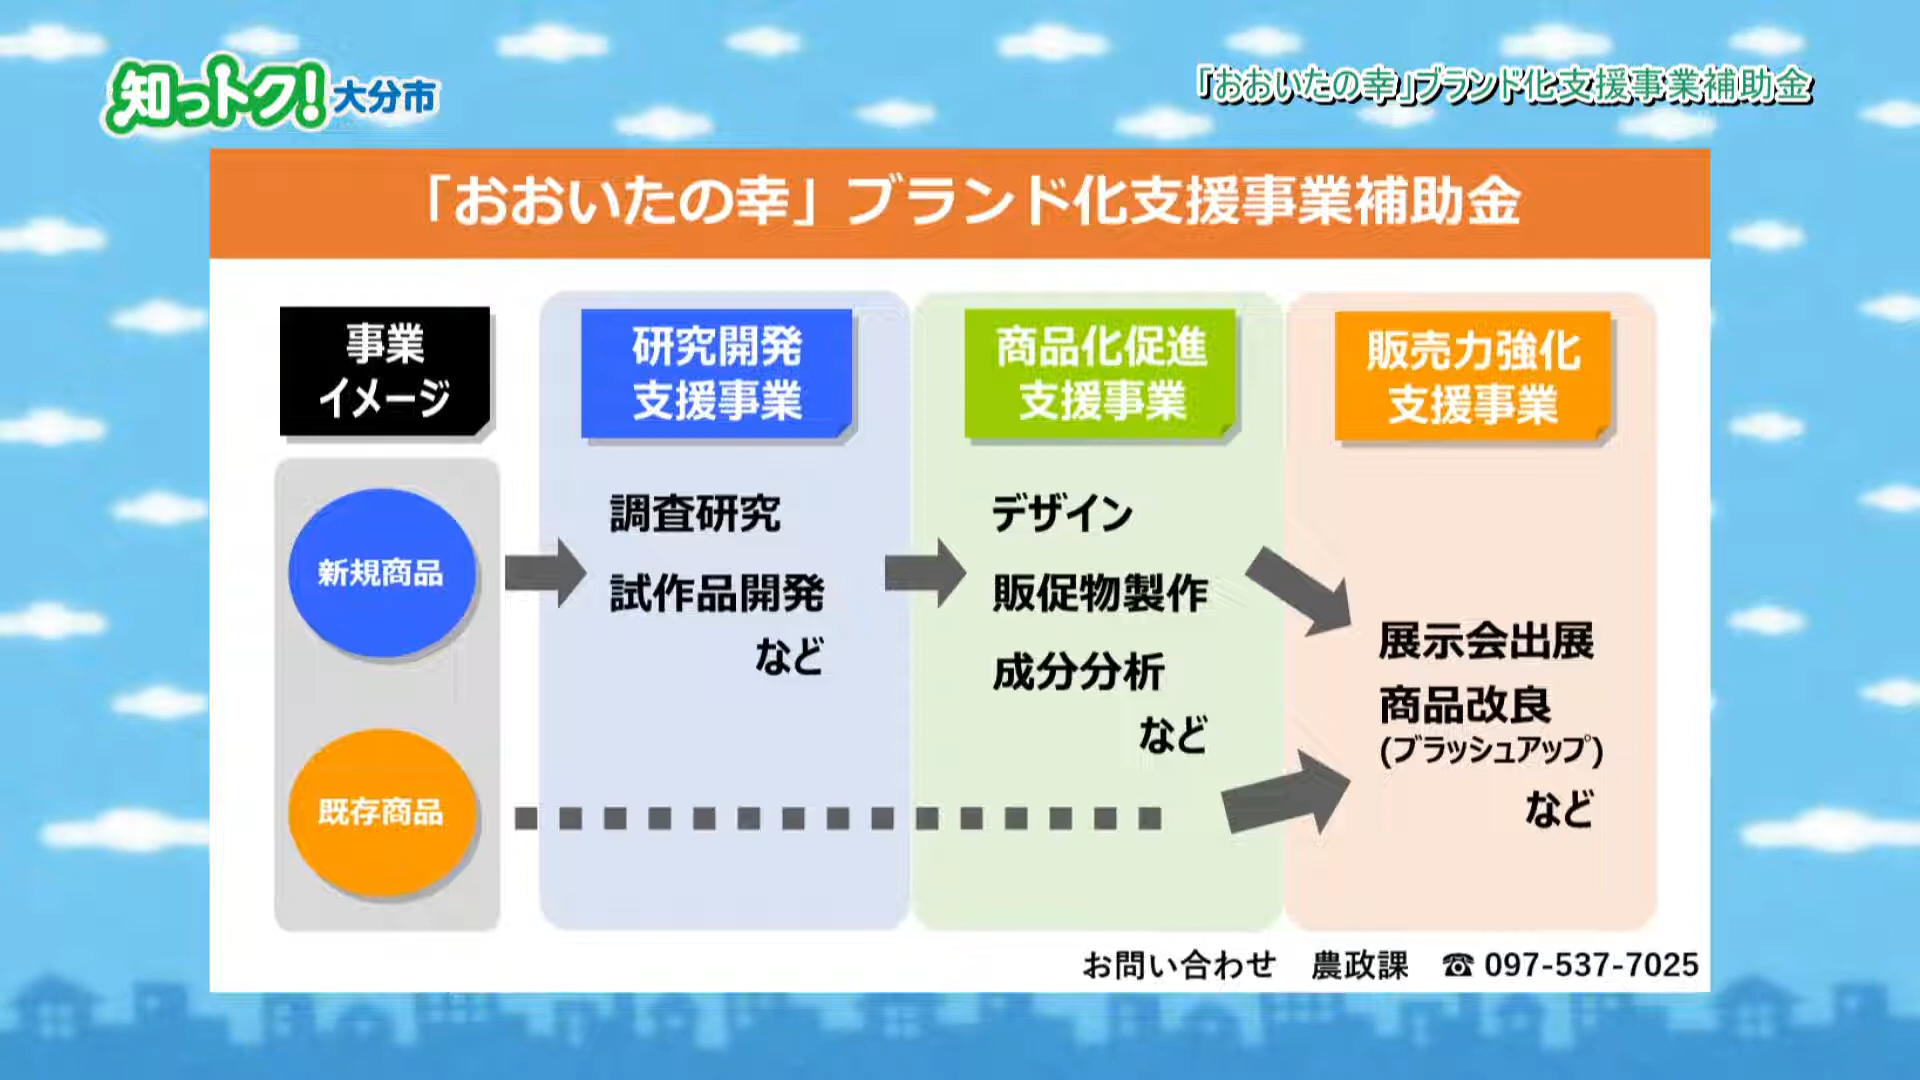 知っトク!大分市
「おおいたの幸」ブランド化支援事業補助金
「おおいたの幸」ブランド化支援事業補助金
事業
イメージ
研究開発
支援事業
商品化促進
支援事業
販売力強化
支援事業
新規商品
調査研究
試作品開発
など
デザイン
販促物製作
成分分析
など
展示会出展
商品改良
(ブラッシュアップ)
など
既存商品
お問い合わせ 農政課 ☎ 097-537-7025